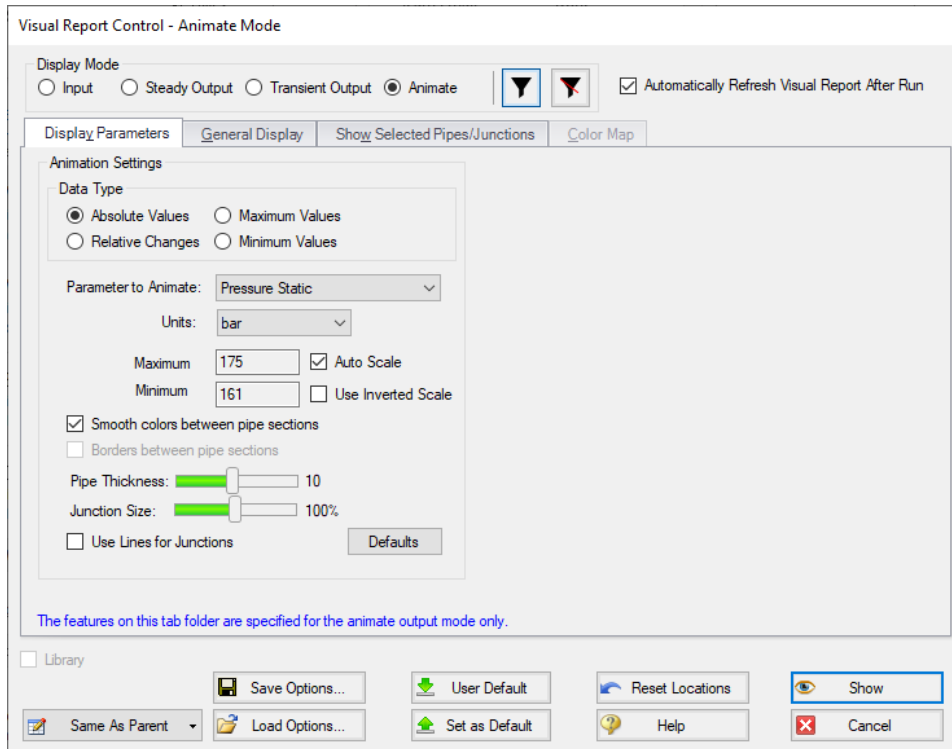 Visual Report Control - Animate Mode
Display Mode
Input Steady Output Transient Output Animate
Automatically Refresh Visual Report After Run
Display Parameters General Display Show Selected Pipes/Junctions Color Map
Animation Settings
Data Type
Absolute Values Maximum Values
Relative Changes Minimum Values
Parameter to Animate: Pressure Static
Units: bar
Maximum 175 Auto Scale
Minimum 161 Use Inverted Scale
Smooth colors between pipe sections
Borders between pipe sections
Pipe Thickness: 10
Junction Size: 100%
Use Lines for Junctions Defaults
The features on this tab folder are specified for the animate output mode only.
Library
Save Options... User Default Reset Locations Show
Same As Parent Load Options... Set as Default Help Cancel